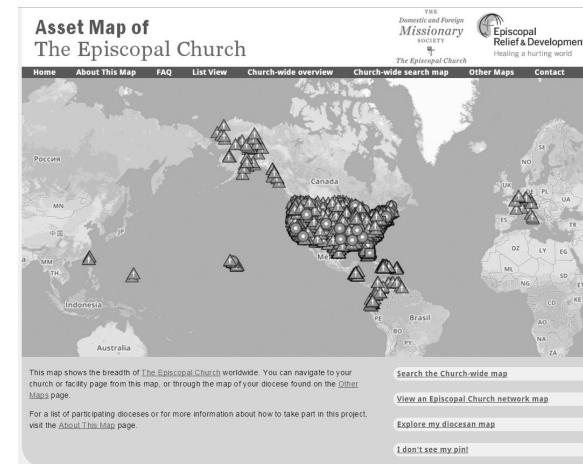 Asset Map of
The Episcopal Church
THE
Domestic and Foreign
Missionary
SOCIETY
The Episcopal Church
Episcopal
Relief & Development
Healing a hurting world
Home About This Map FAQ List View Church-wide overview Church-wide search map Other Maps Contact
Россия
Canada
SE
NO
UK
PL
UA
ES
TR
MN
中国
JP
DZ LY EG
MM
TH
ML
SD
NG
ET
CD
KE
Indonesia
PE
Brasil
BO
PY
AO
NA
ZA
Australia
This map shows the breadth of The Episcopal Church worldwide. You can navigate to your
church or facility page from this map, or through the map of your diocese found on the Other
Maps page.
For a list of participating dioceses or for more information about how to take part in this project,
visit the About This Map page.
Search the Church-wide map
View an Episcopal Church network map
Explore my diocesan map
I don't see my pin!